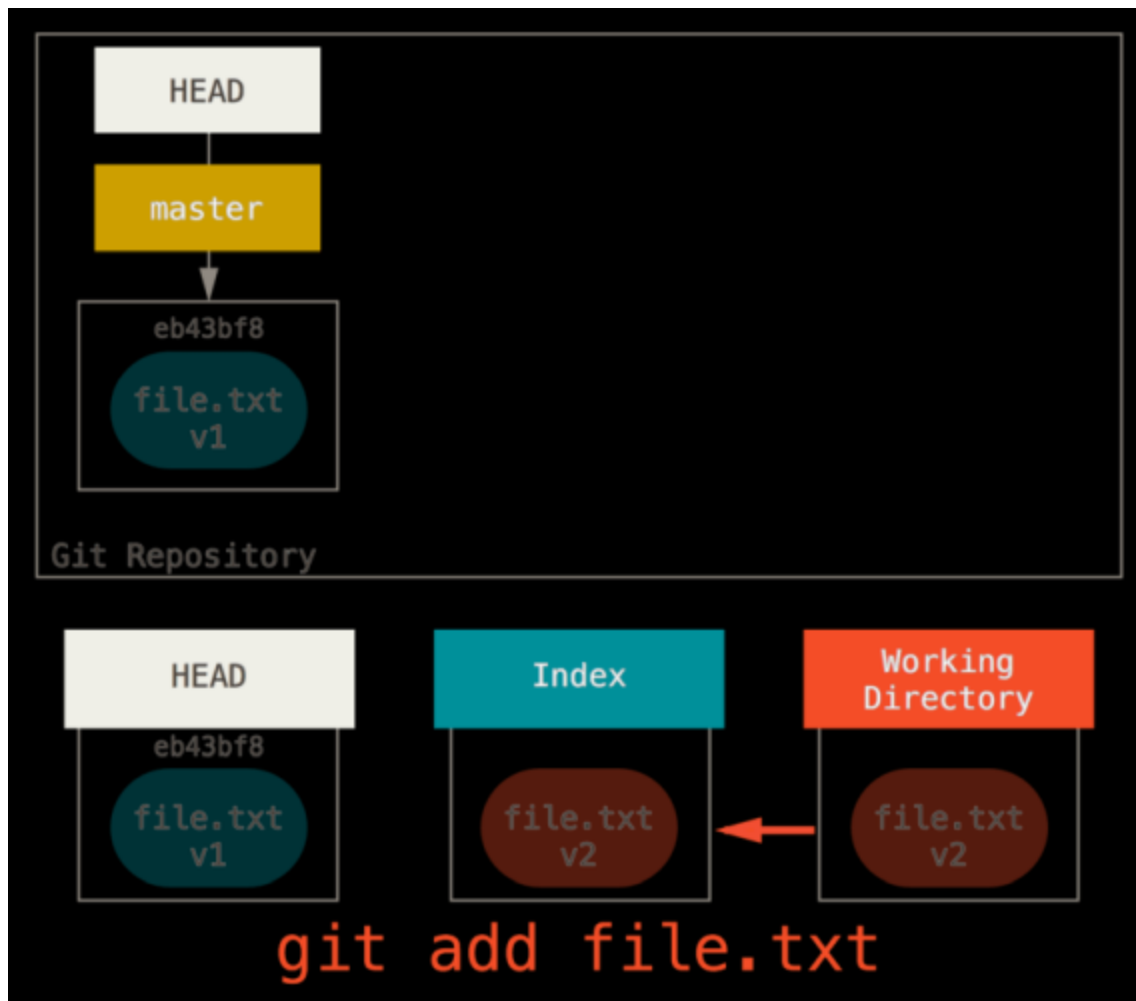 HEAD
master
eb43bf8
file.txt
v1
Git Repository
HEAD
Index
Working
Directory
eb43bf8
file.txt
v1
file.txt
v2
file.txt
v2
git add file.txt